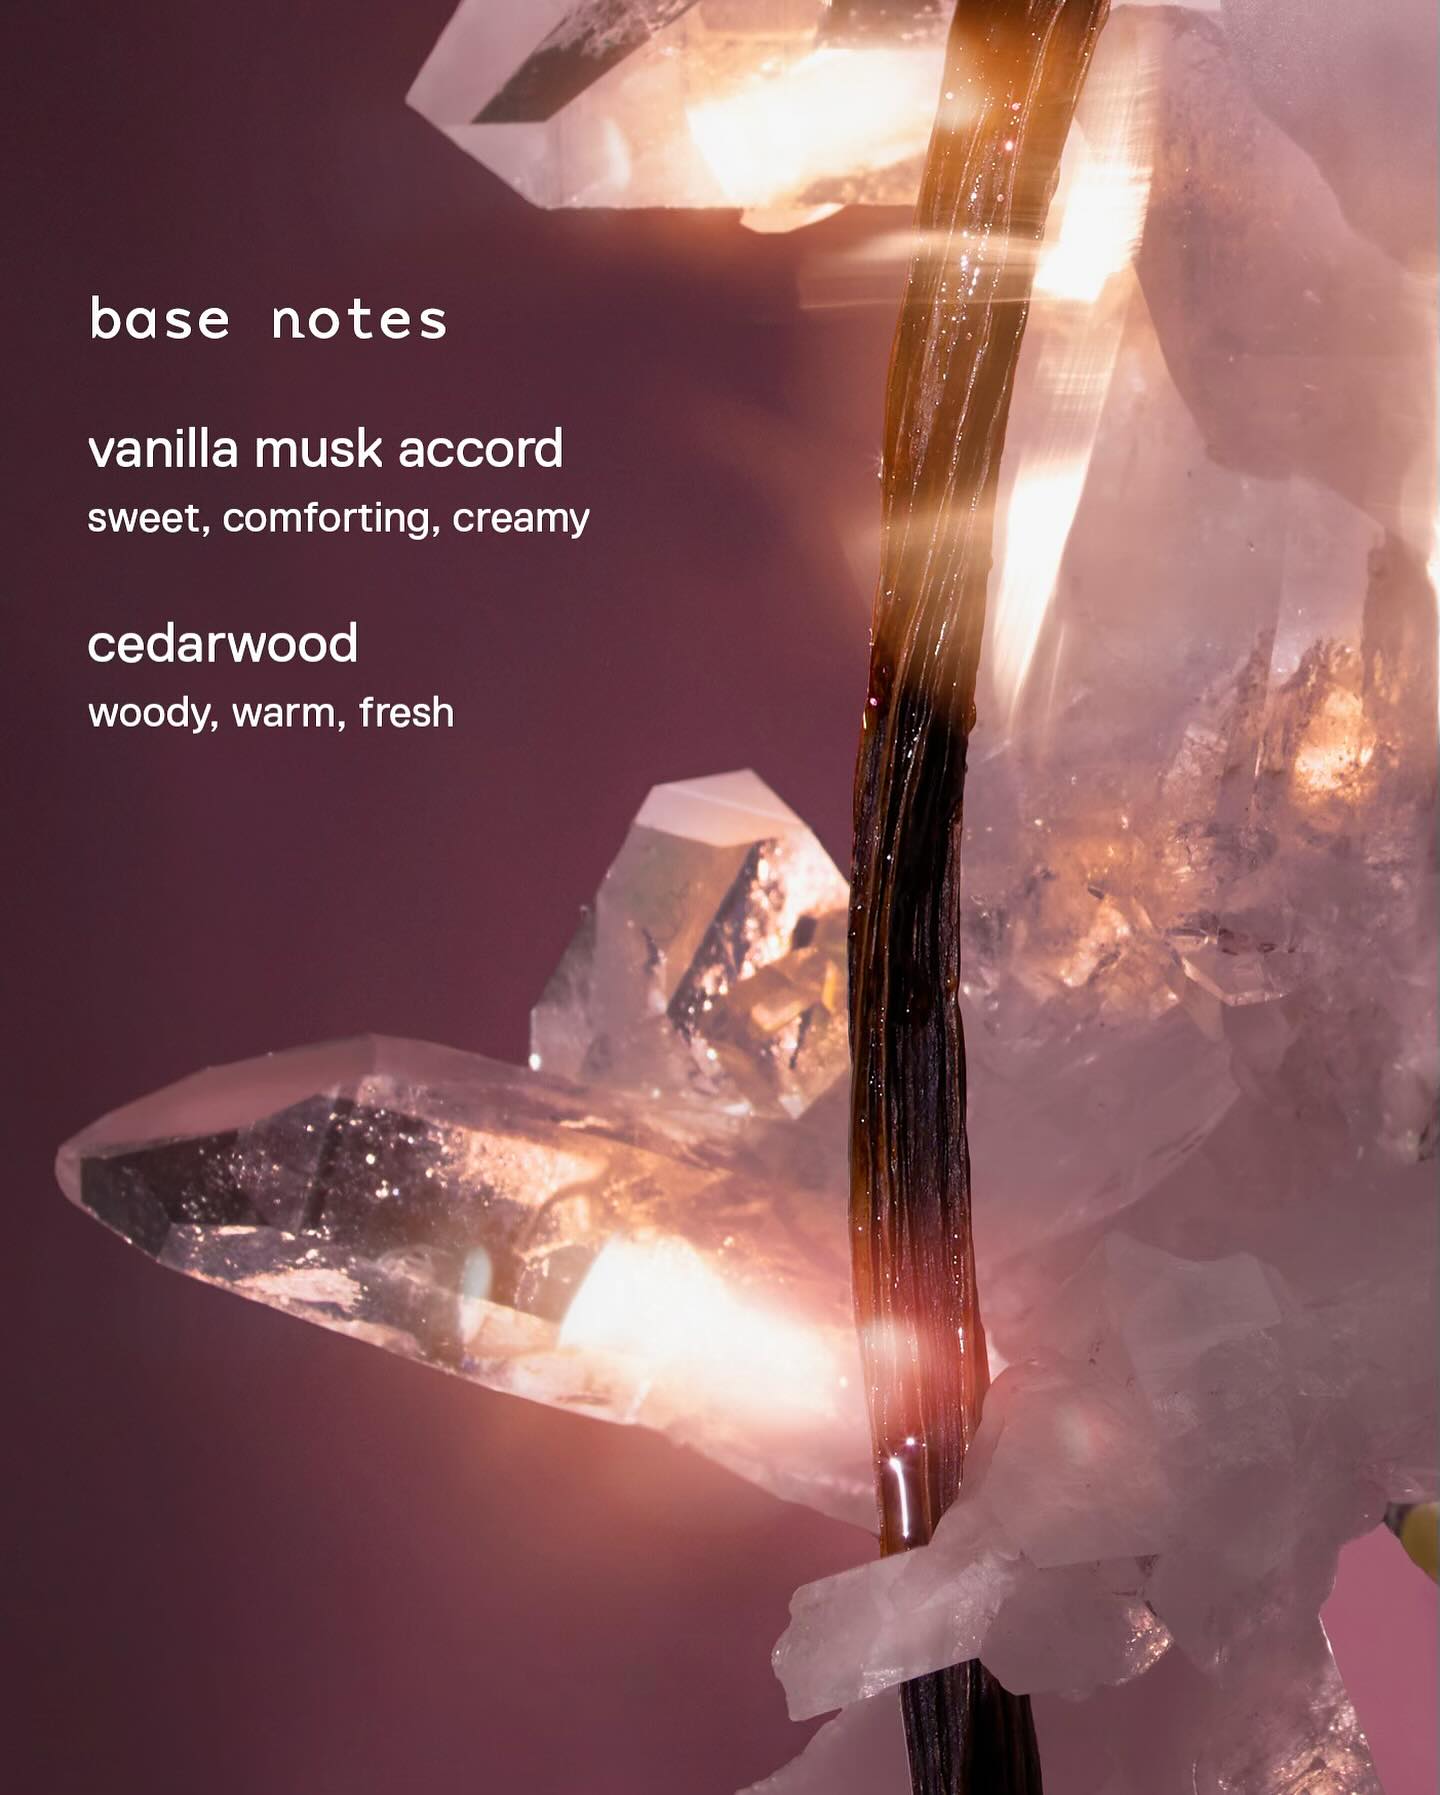 base notes
vanilla musk accord
sweet, comforting, creamy
cedarwood
woody, warm, fresh